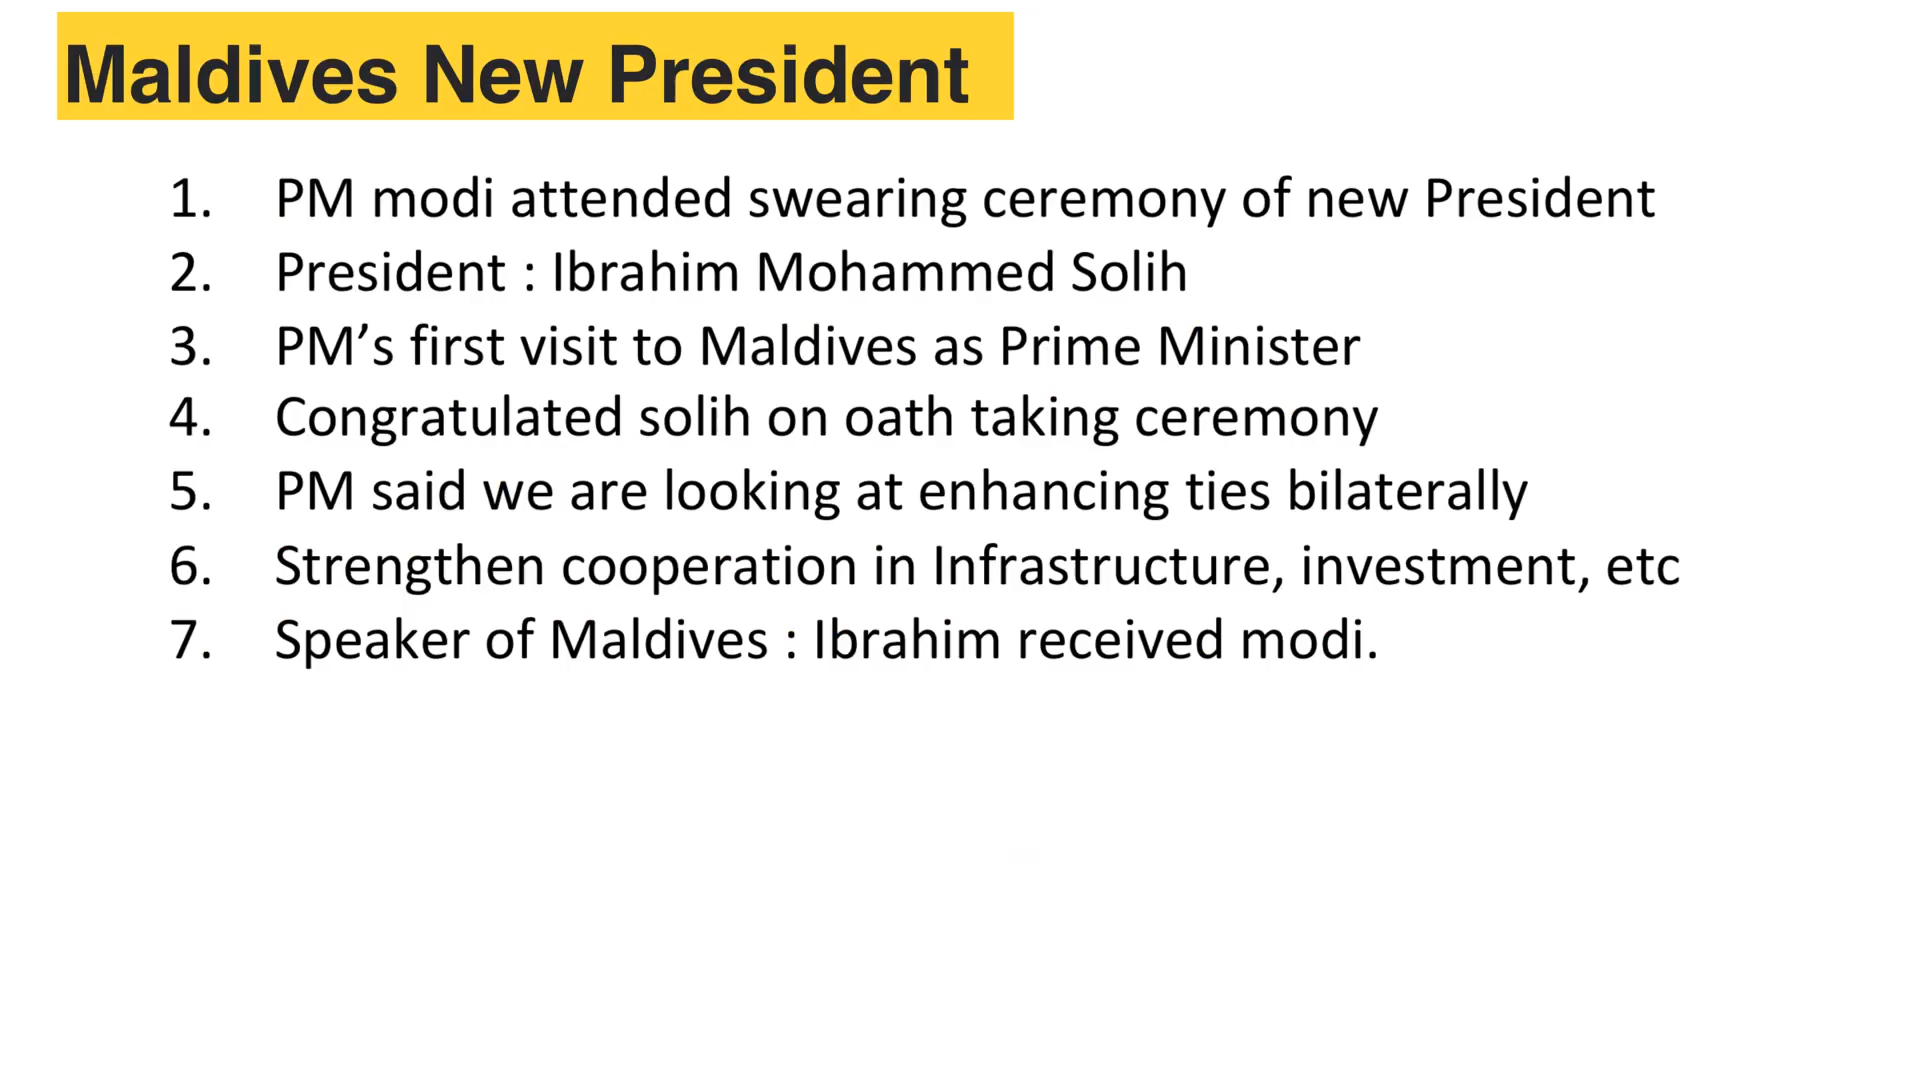 Maldives New President
1. PM modi attended swearing ceremony of new President
2. President : Ibrahim Mohammed Solih
3. PM’s first visit to Maldives as Prime Minister
4. Congratulated solih on oath taking ceremony
5. PM said we are looking at enhancing ties bilaterally
6. Strengthen cooperation in Infrastructure, investment, etc
7. Speaker of Maldives : Ibrahim received modi.